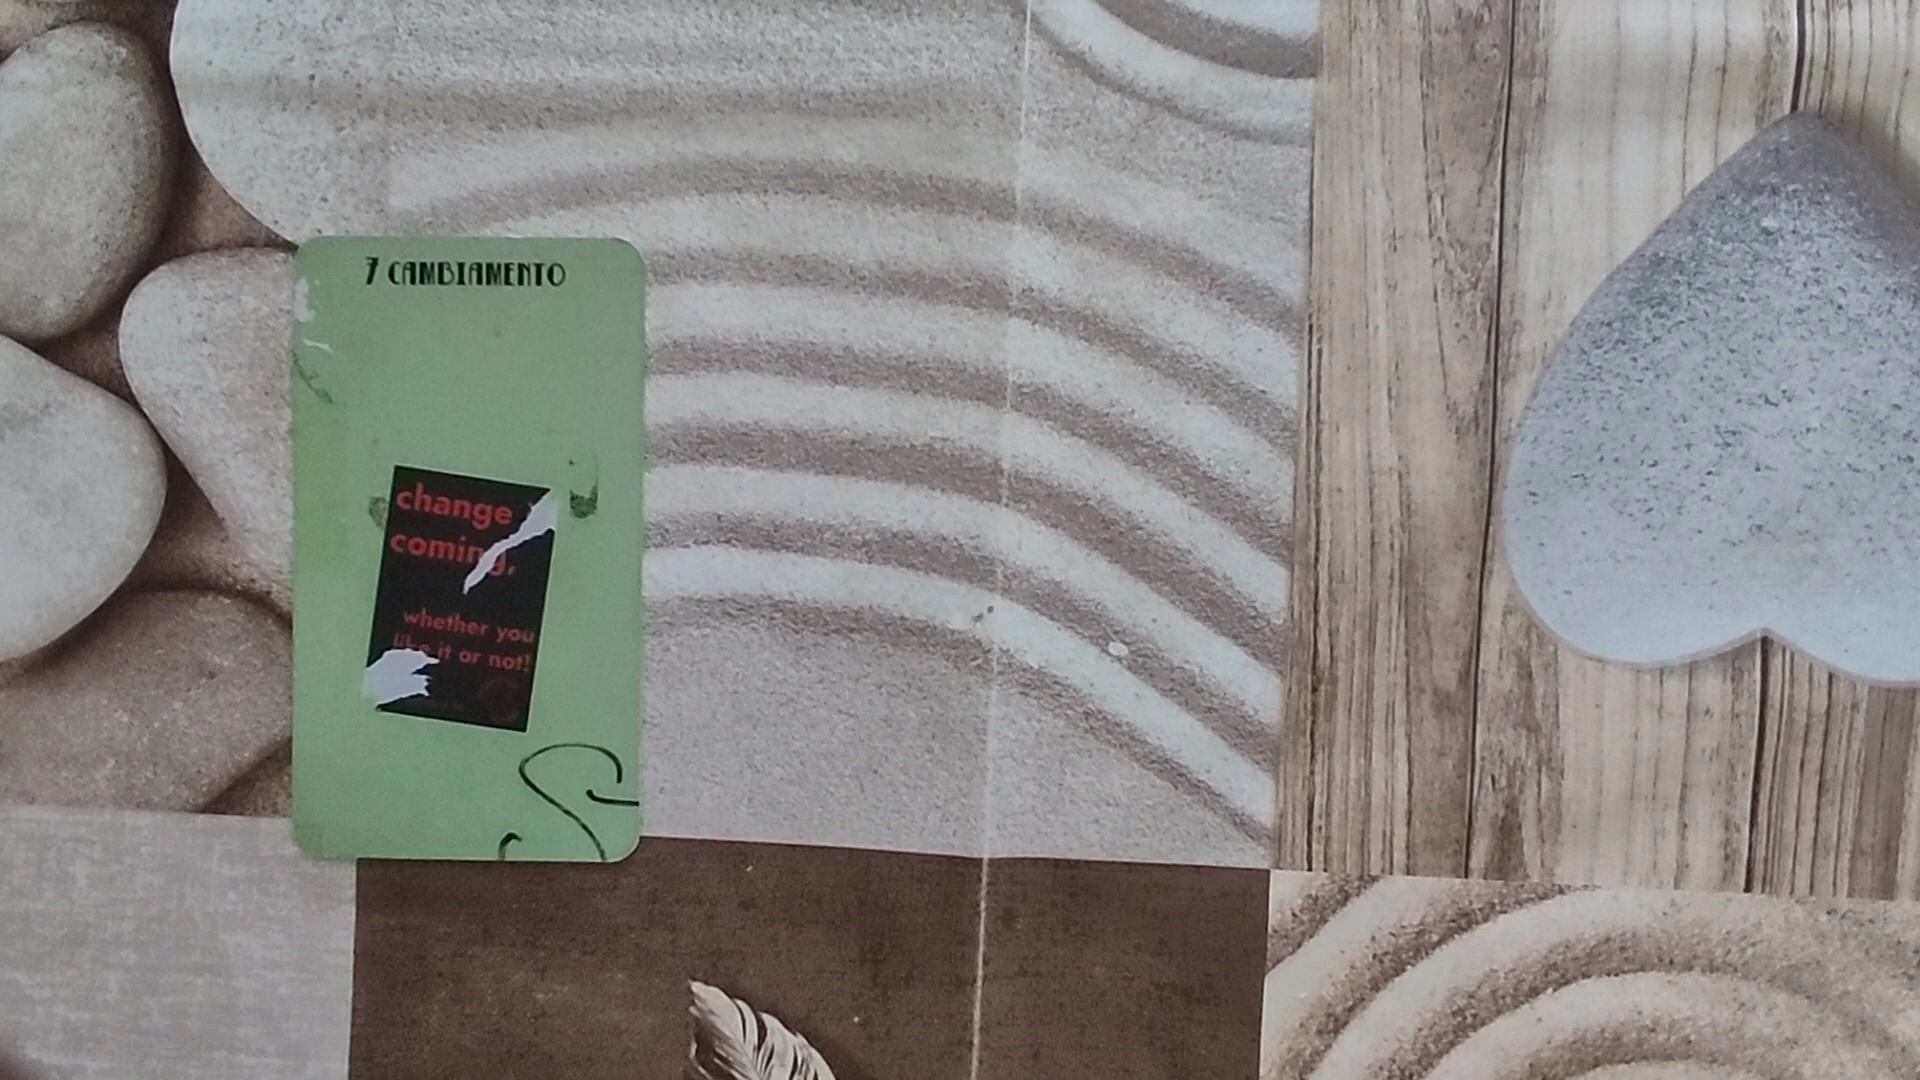 7 CAMBIAMENTO
change
coming,
whether you
like it or not!